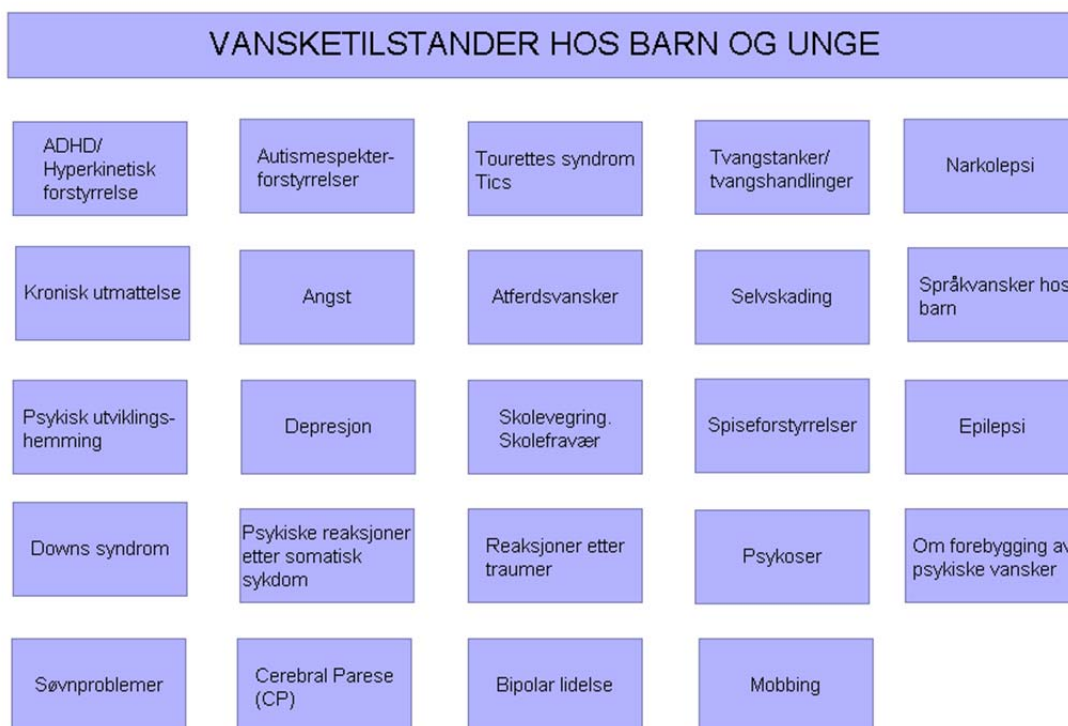 VANSKETILSTANDER HOS BARN OG UNGE
ADHD/
Hyperkinetisk
forstyrrelse
Autismespekter-
forstyrrelser
Tourettes syndrom
Tics
Tvangstanker/
tvangshandlinger
Narkolepsi
Kronisk utmattelse
Angst
Atferdsvansker
Selvskading
Språkvansker hos
barn
Psykisk utviklings-
hemming
Depresjon
Skolevegring.
Skolefravær
Spiseforstyrrelser
Epilepsi
Downs syndrom
Psykiske reaksjoner
etter somatisk
sykdom
Reaksjoner etter
traumer
Psykoser
Om forebygging av
psykiske vansker
Søvnproblemer
Cerebral Parese
(CP)
Bipolar lidelse
Mobbing